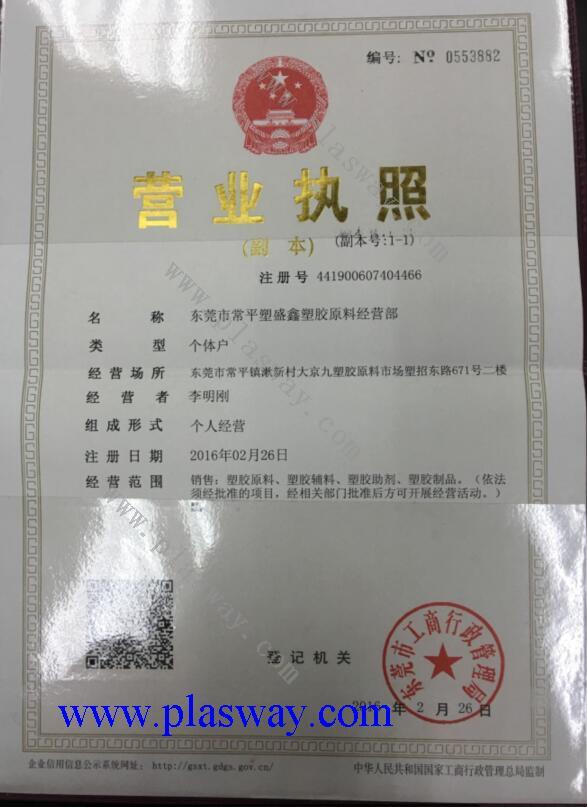 编号: Nº 0553882
营业执照
(副 本) (副本号:1-1)
注册号 441900607404466
名 称 东莞市常平塑盛鑫塑胶原料经营部
类 型 个体户
经营场所 东莞市常平镇漱新村大京九塑胶原料市场塑招东路671号二楼
经 营 者 李明刚
组成形式 个人经营
注册日期 2016年02月26日
经营范围 销售：塑胶原料、塑胶辅料、塑胶助剂、塑胶制品。（依法
须经批准的项目，经相关部门批准后方可开展经营活动。）
www.plasway.com
东莞市工商行政管理局
登记机关
2016 年 2 月 26 日
www.plasway.com
企业信用信息公示系统网址: http://gsxt.gdgs.gov.cn/ 中华人民共和国国家工商行政管理总局监制